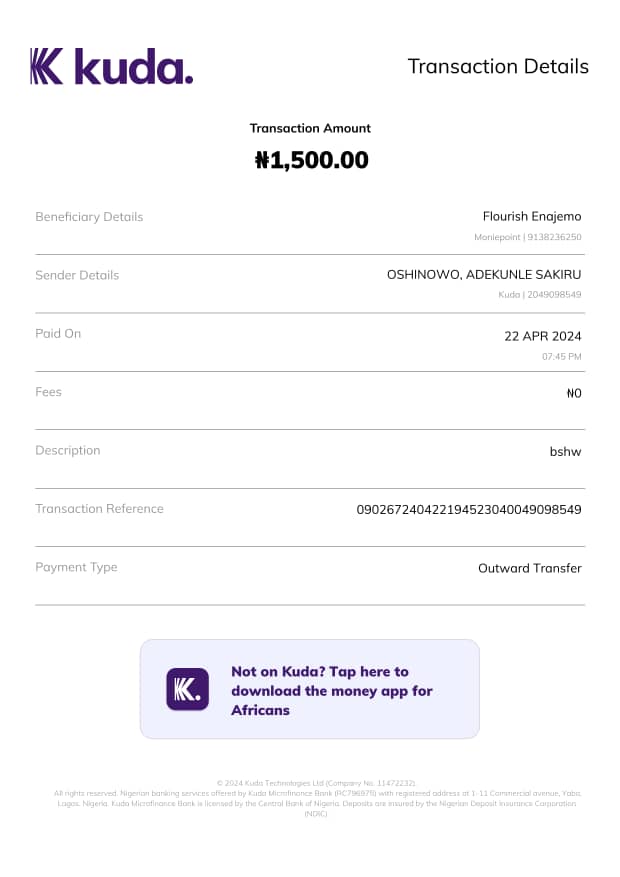 kuda.
Transaction Details
Transaction Amount
₦1,500.00
Beneficiary Details
Flourish Enajemo
Moniepoint | 9138236250
Sender Details
OSHINOWO, ADEKUNLE SAKIRU
Kuda | 2049098549
Paid On
22 APR 2024
07:45 PM
Fees
₦0
Description
bshw
Transaction Reference
090267240422194523040049098549
Payment Type
Outward Transfer
Not on Kuda? Tap here to
download the money app for
Africans
© 2024 Kuda Technologies Ltd (Company No. 11472232).
All rights reserved. Nigerian banking services offered by Kuda Microfinance Bank (RC796975) with registered address at 1-11 Commercial avenue, Yaba,
Lagos, Nigeria. Kuda Microfinance Bank is licensed by the Central Bank of Nigeria. Deposits are insured by the Nigerian Deposit Insurance Corporation
(NDIC)